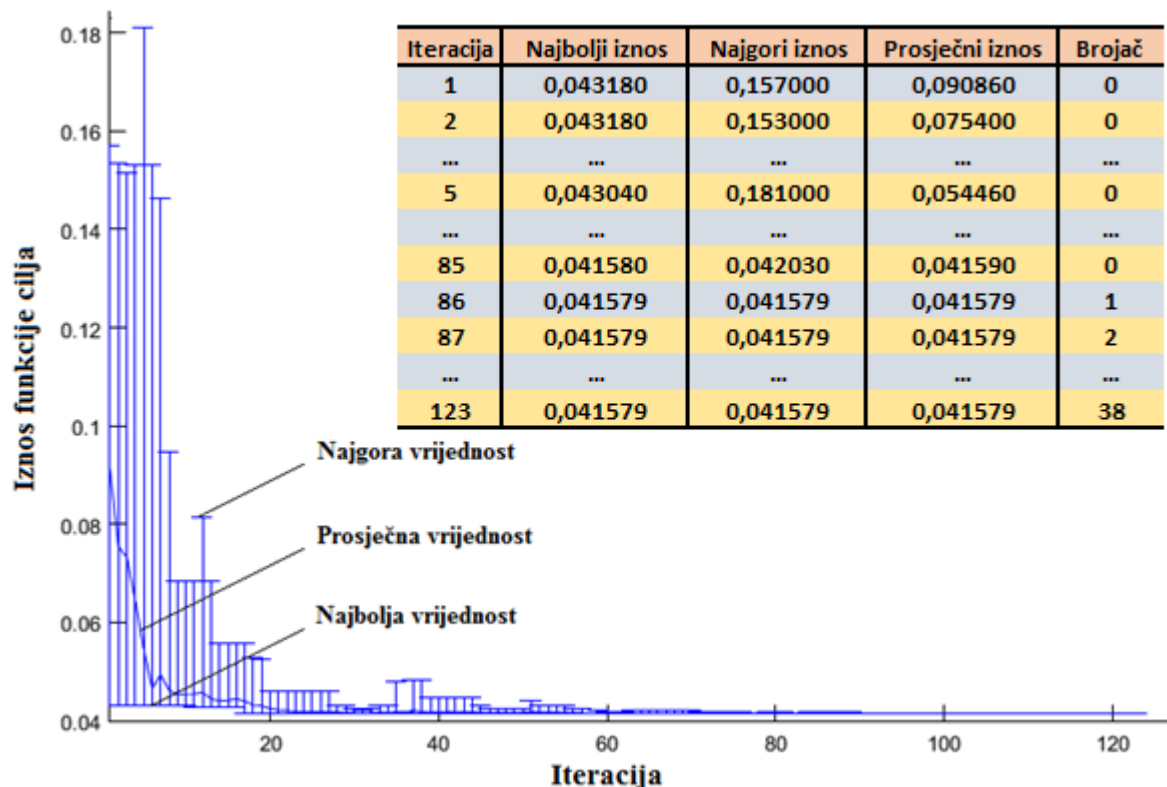 Iteracija Najbolji iznos Najgori iznos Prosječni iznos Brojač
1 0,043180 0,157000 0,090860 0
2 0,043180 0,153000 0,075400 0
... ... ... ... ...
5 0,043040 0,181000 0,054460 0
... ... ... ... ...
85 0,041580 0,042030 0,041590 0
86 0,041579 0,041579 0,041579 1
87 0,041579 0,041579 0,041579 2
... ... ... ... ...
123 0,041579 0,041579 0,041579 38
Iznos funkcije cilja
0.18
0.16
0.14
0.12
0.1
0.08
0.06
0.04
Najgora vrijednost
Prosječna vrijednost
Najbolja vrijednost
20 40 60 80 100 120
Iteracija